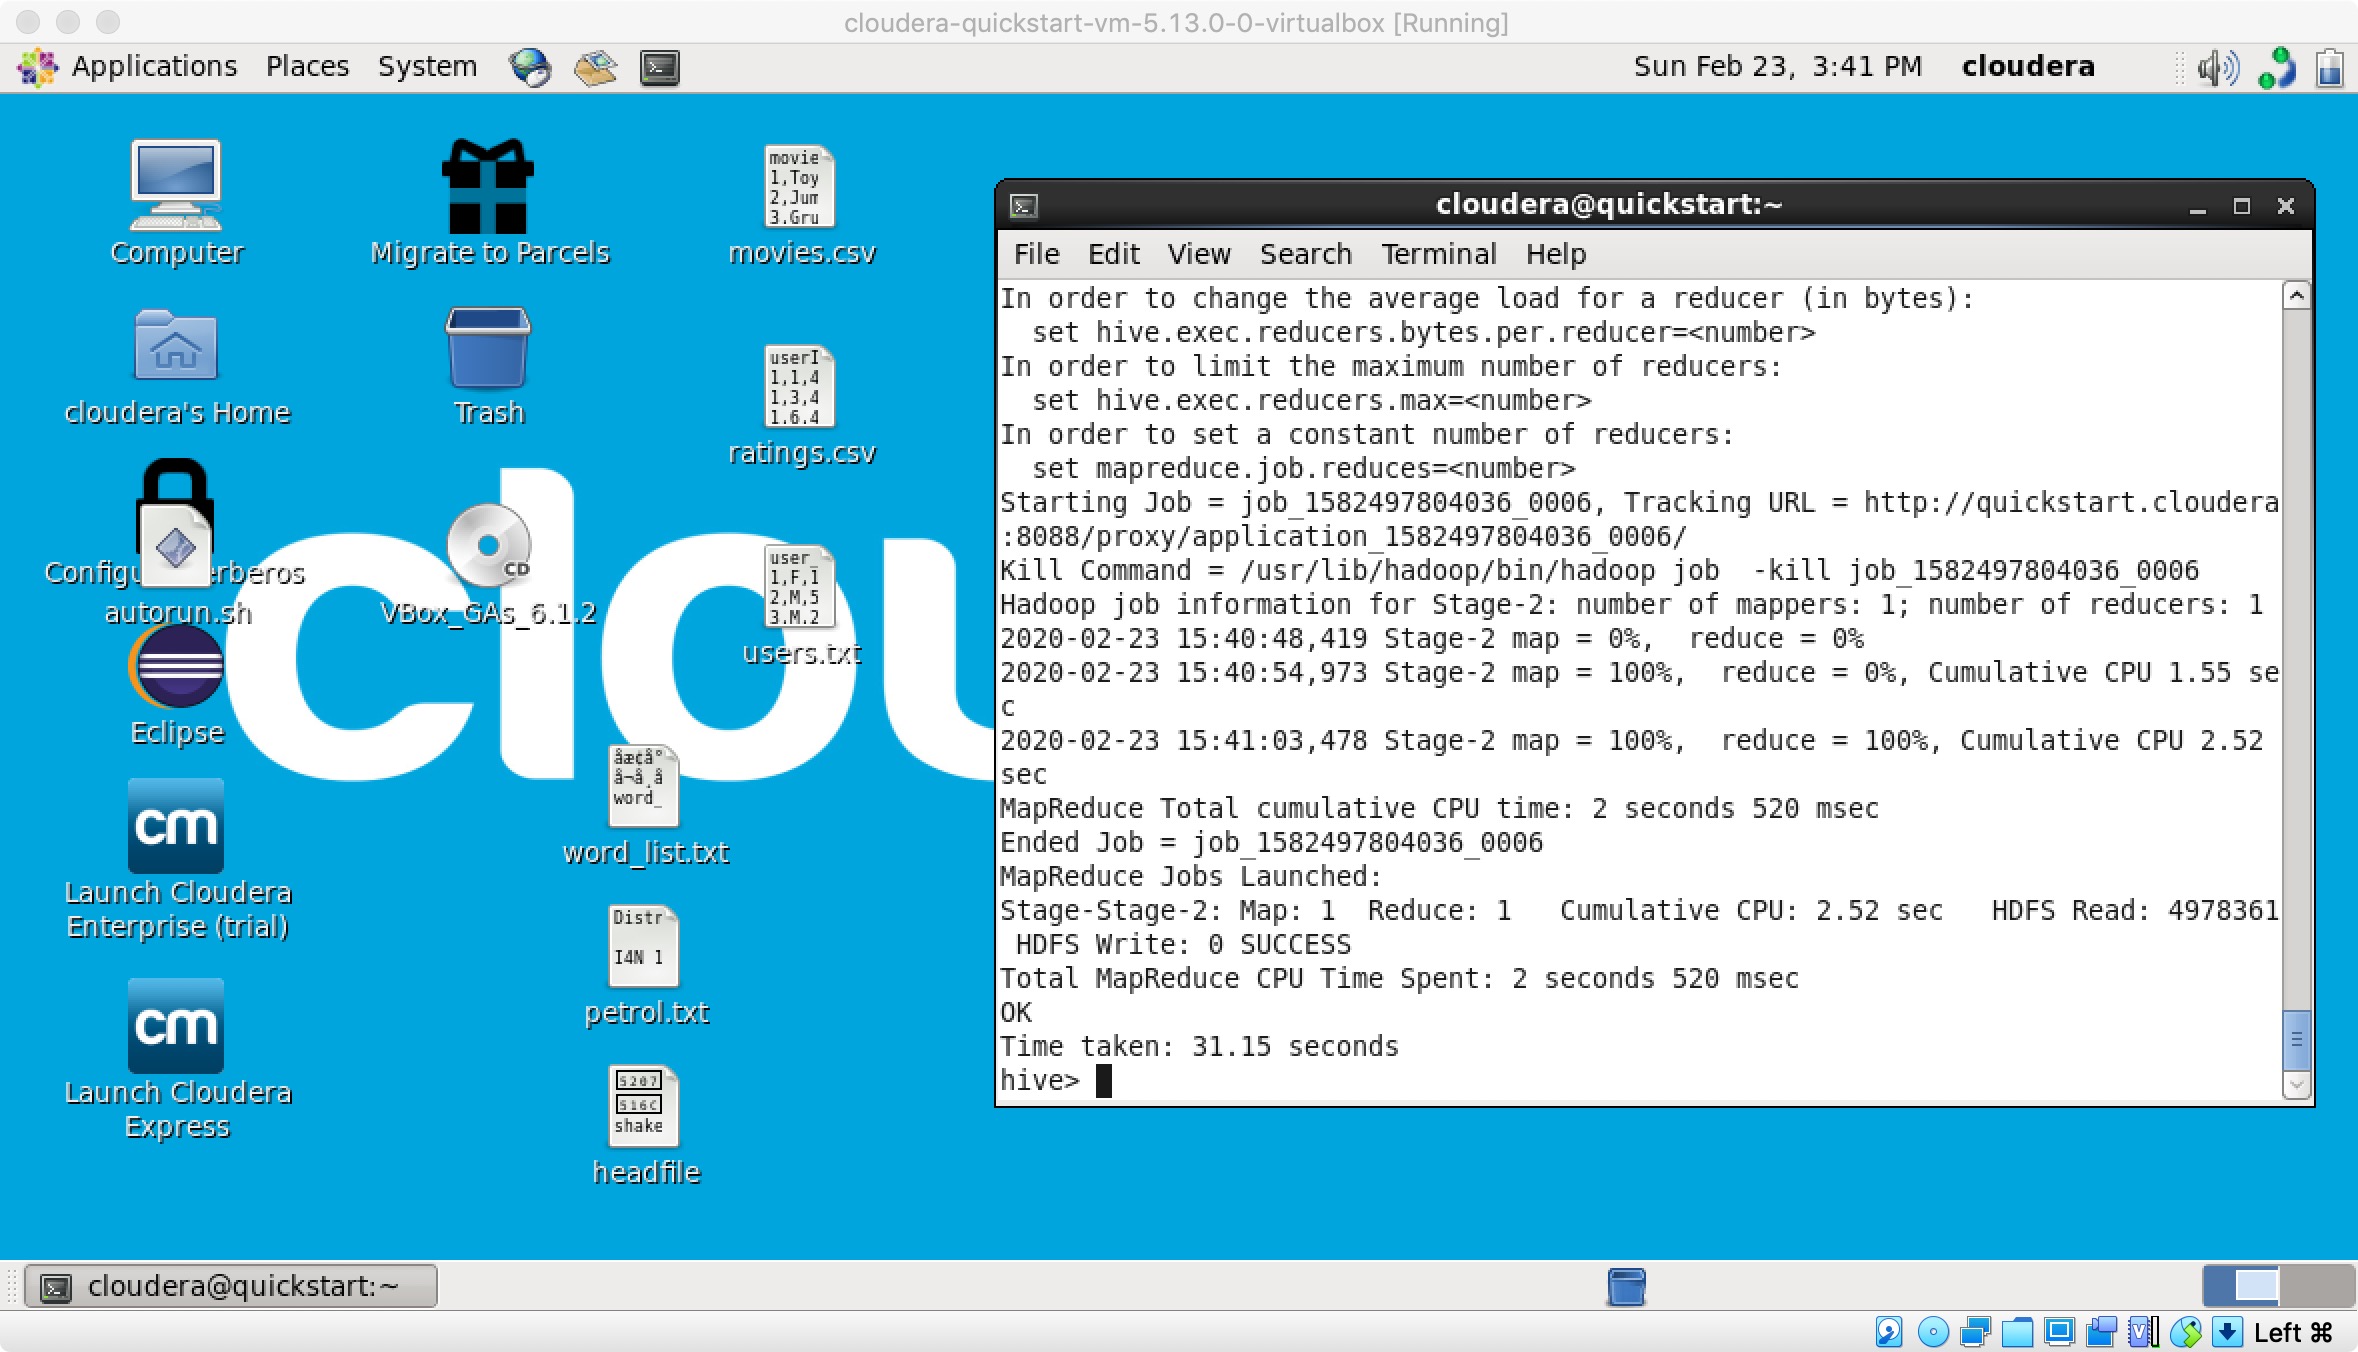 cloudera-quickstart-vm-5.13.0-0-virtualbox [Running]
Applications Places System
Sun Feb 23, 3:41 PM cloudera
Computer
Migrate to Parcels
movie
1,Toy
2,Jum
3.Gru
movies.csv
cloudera's Home
Trash
userI
1,1,4
1,3,4
1.6.4
ratings.csv
autorun.sh
CD
VBox_GAs_6.1.2
user_
1,F,1
2,M,5
3.M.2
users.txt
Eclipse
word_
word_list.txt
cm
Launch Cloudera
Enterprise (trial)
Distr
I4N 1
petrol.txt
cm
Launch Cloudera
Express
5207
516C
shake
headfile
clou
cloudera@quickstart:~
File Edit View Search Terminal Help
In order to change the average load for a reducer (in bytes):
  set hive.exec.reducers.bytes.per.reducer=<number>
In order to limit the maximum number of reducers:
  set hive.exec.reducers.max=<number>
In order to set a constant number of reducers:
  set mapreduce.job.reduces=<number>
Starting Job = job_1582497804036_0006, Tracking URL = http://quickstart.cloudera
:8088/proxy/application_1582497804036_0006/
Kill Command = /usr/lib/hadoop/bin/hadoop job  -kill job_1582497804036_0006
Hadoop job information for Stage-2: number of mappers: 1; number of reducers: 1
2020-02-23 15:40:48,419 Stage-2 map = 0%,  reduce = 0%
2020-02-23 15:40:54,973 Stage-2 map = 100%,  reduce = 0%, Cumulative CPU 1.55 se
c
2020-02-23 15:41:03,478 Stage-2 map = 100%,  reduce = 100%, Cumulative CPU 2.52
sec
MapReduce Total cumulative CPU time: 2 seconds 520 msec
Ended Job = job_1582497804036_0006
MapReduce Jobs Launched:
Stage-Stage-2: Map: 1  Reduce: 1   Cumulative CPU: 2.52 sec   HDFS Read: 4978361
 HDFS Write: 0 SUCCESS
Total MapReduce CPU Time Spent: 2 seconds 520 msec
OK
Time taken: 31.15 seconds
hive>
cloudera@quickstart:~
Left ⌘